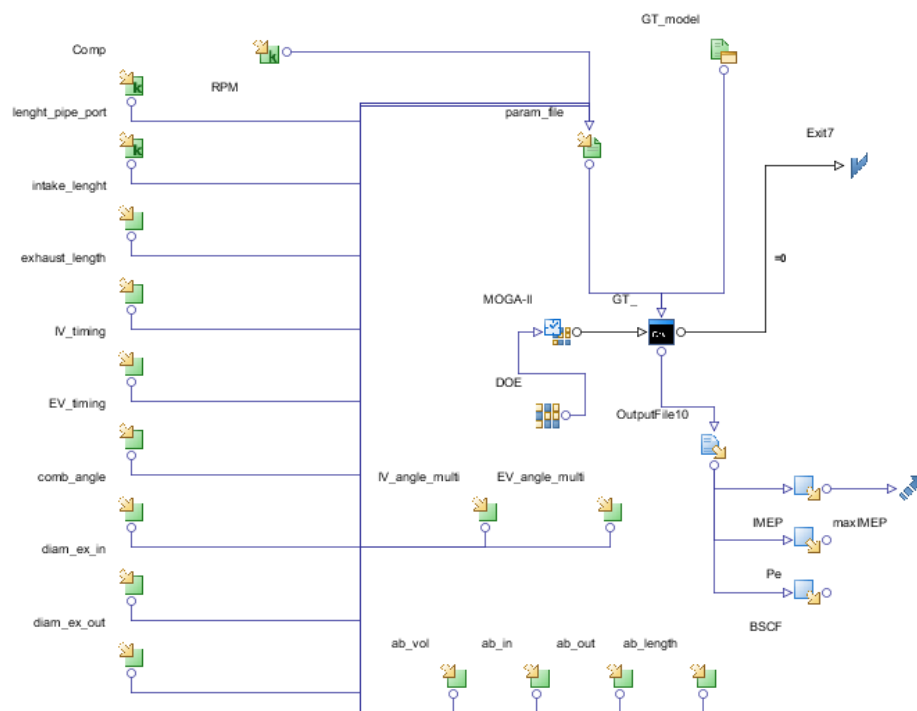 GT_model
Comp
RPM
lenght_pipe_port
param_file
Exit7
intake_lenght
exhaust_length
=0
MOGA-II
GT_
IV_timing
DOE
EV_timing
OutputFile10
comb_angle
IV_angle_multi
EV_angle_multi
IMEP
maxIMEP
diam_ex_in
Pe
diam_ex_out
BSCF
ab_vol
ab_in
ab_out
ab_length